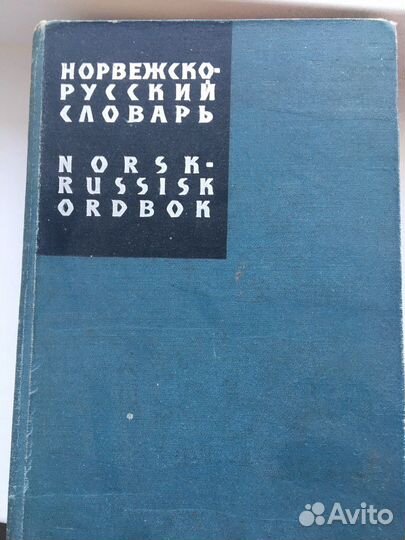 НОРВЕЖСКО-
РУССКИЙ
СЛОВАРЬ
NORSK-
RUSSISK
ORDBOK
Avito